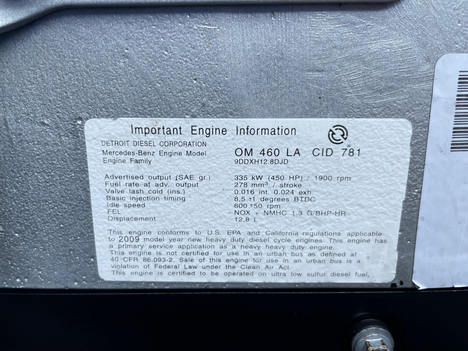 Important Engine Information
DETROIT DIESEL CORPORATION
Mercedes-Benz Engine Model OM 460 LA CID 781
Engine Family 9DDXH12.8DJD
Advertised output (SAE gr.) 335 kW (450 HP) / 1900 rpm
Fuel rate at adv. output 278 mm³ / stroke
Valve lash cold (ins.) 0.016 int. 0.024 exh
Basic injection timing 8.5 ±1 degrees BTDC
Idle speed 600 ±50 rpm
FEL NOX + NMHC 1.3 G/BHP-HR
Displacement 12.8 L
This engine conforms to U.S. EPA and California regulations applicable
to 2009 model year new heavy duty diesel cycle engines. This engine has
a primary service application as a heavy heavy duty engine.
This engine is not certified for use in an urban bus as defined at
40 CFR 86.093-2. Sale of this engine for use in an urban bus is a
violation of Federal Law under the Clean Air Act.
This engine is certified to be operated on ultra low sulfur diesel fuel.